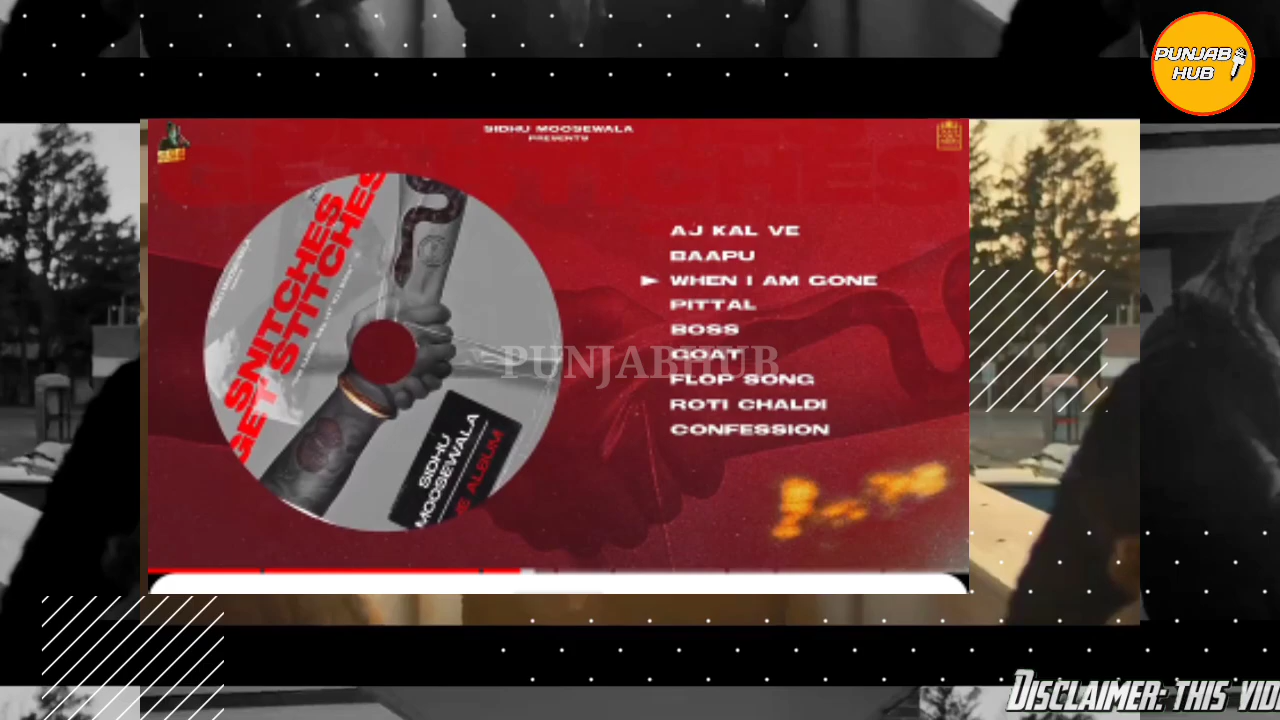 PUNJAB
HUB
SIDHU MOOSEWALA
PRESENTS
SNITCHES
GET STITCHES
SIDHU
MOOSEWALA
ALBUM
AJ KAL VE
BAAPU
WHEN I AM GONE
PITTAL
BOSS
GOAT
PUNJABHUB
FLOP SONG
ROTI CHALDI
CONFESSION
DISCLAIMER: THIS VID